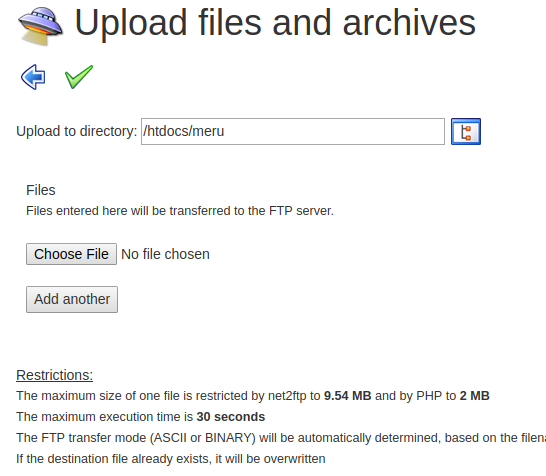 Upload files and archives
Upload to directory: /htdocs/meru
Files
Files entered here will be transferred to the FTP server.
Choose File No file chosen
Add another
Restrictions:
The maximum size of one file is restricted by net2ftp to 9.54 MB and by PHP to 2 MB
The maximum execution time is 30 seconds
The FTP transfer mode (ASCII or BINARY) will be automatically determined, based on the
If the destination file already exists, it will be overwritten